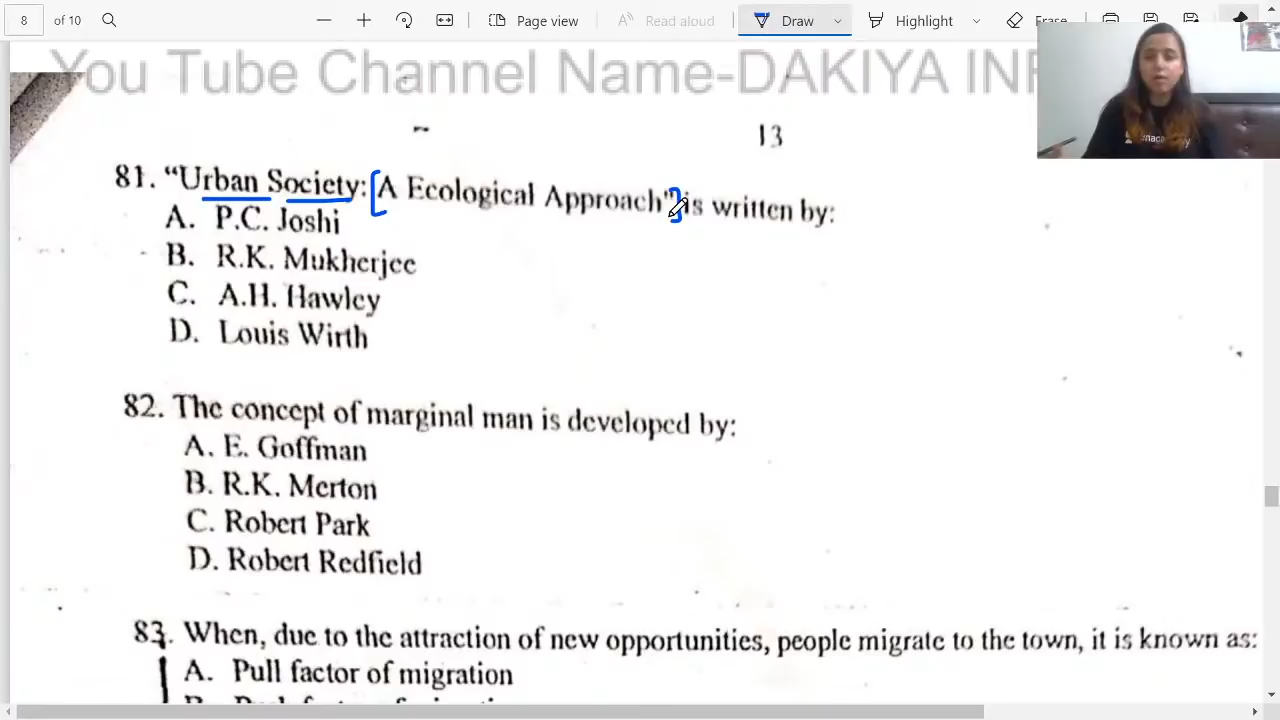 8 of 10 Page view Read aloud Draw Highlight Erase
You Tube Channel Name-DAKIYA INF
13
81. “Urban Society: A Ecological Approach" is written by:
A. P.C. Joshi
B. R.K. Mukherjee
C. A.H. Hawley
D. Louis Wirth
82. The concept of marginal man is developed by:
A. E. Goffman
B. R.K. Merton
C. Robert Park
D. Robert Redfield
83. When, due to the attraction of new opportunities, people migrate to the town, it is known as:
A. Pull factor of migration